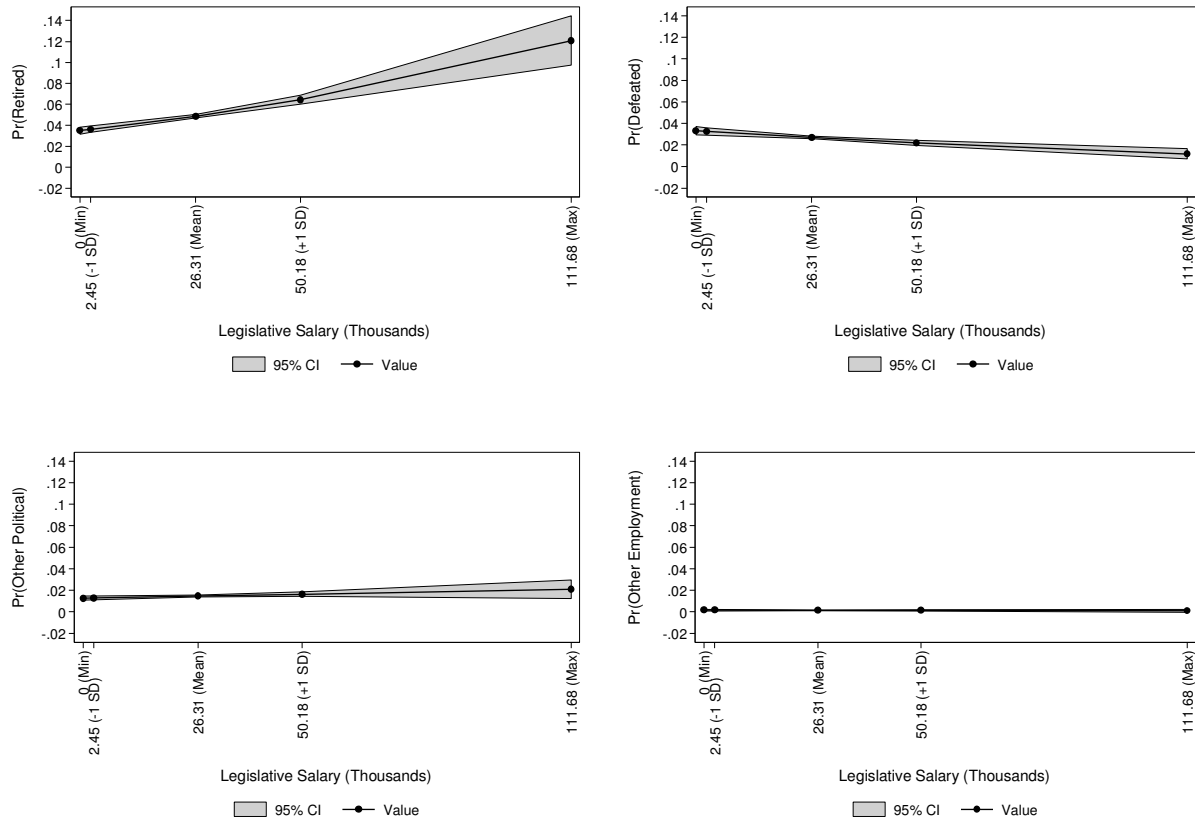 Pr(Retired)
.14
.12
.1
.08
.06
.04
.02
0
-.02
0 (Min)
2.45 (-1 SD)
26.31 (Mean)
50.18 (+1 SD)
111.68 (Max)
Legislative Salary (Thousands)
95% CI Value
Pr(Defeated)
.14
.12
.1
.08
.06
.04
.02
0
-.02
0 (Min)
2.45 (-1 SD)
26.31 (Mean)
50.18 (+1 SD)
111.68 (Max)
Legislative Salary (Thousands)
95% CI Value
Pr(Other Political)
.14
.12
.1
.08
.06
.04
.02
0
-.02
0 (Min)
2.45 (-1 SD)
26.31 (Mean)
50.18 (+1 SD)
111.68 (Max)
Legislative Salary (Thousands)
95% CI Value
Pr(Other Employment)
.14
.12
.1
.08
.06
.04
.02
0
-.02
0 (Min)
2.45 (-1 SD)
26.31 (Mean)
50.18 (+1 SD)
111.68 (Max)
Legislative Salary (Thousands)
95% CI Value